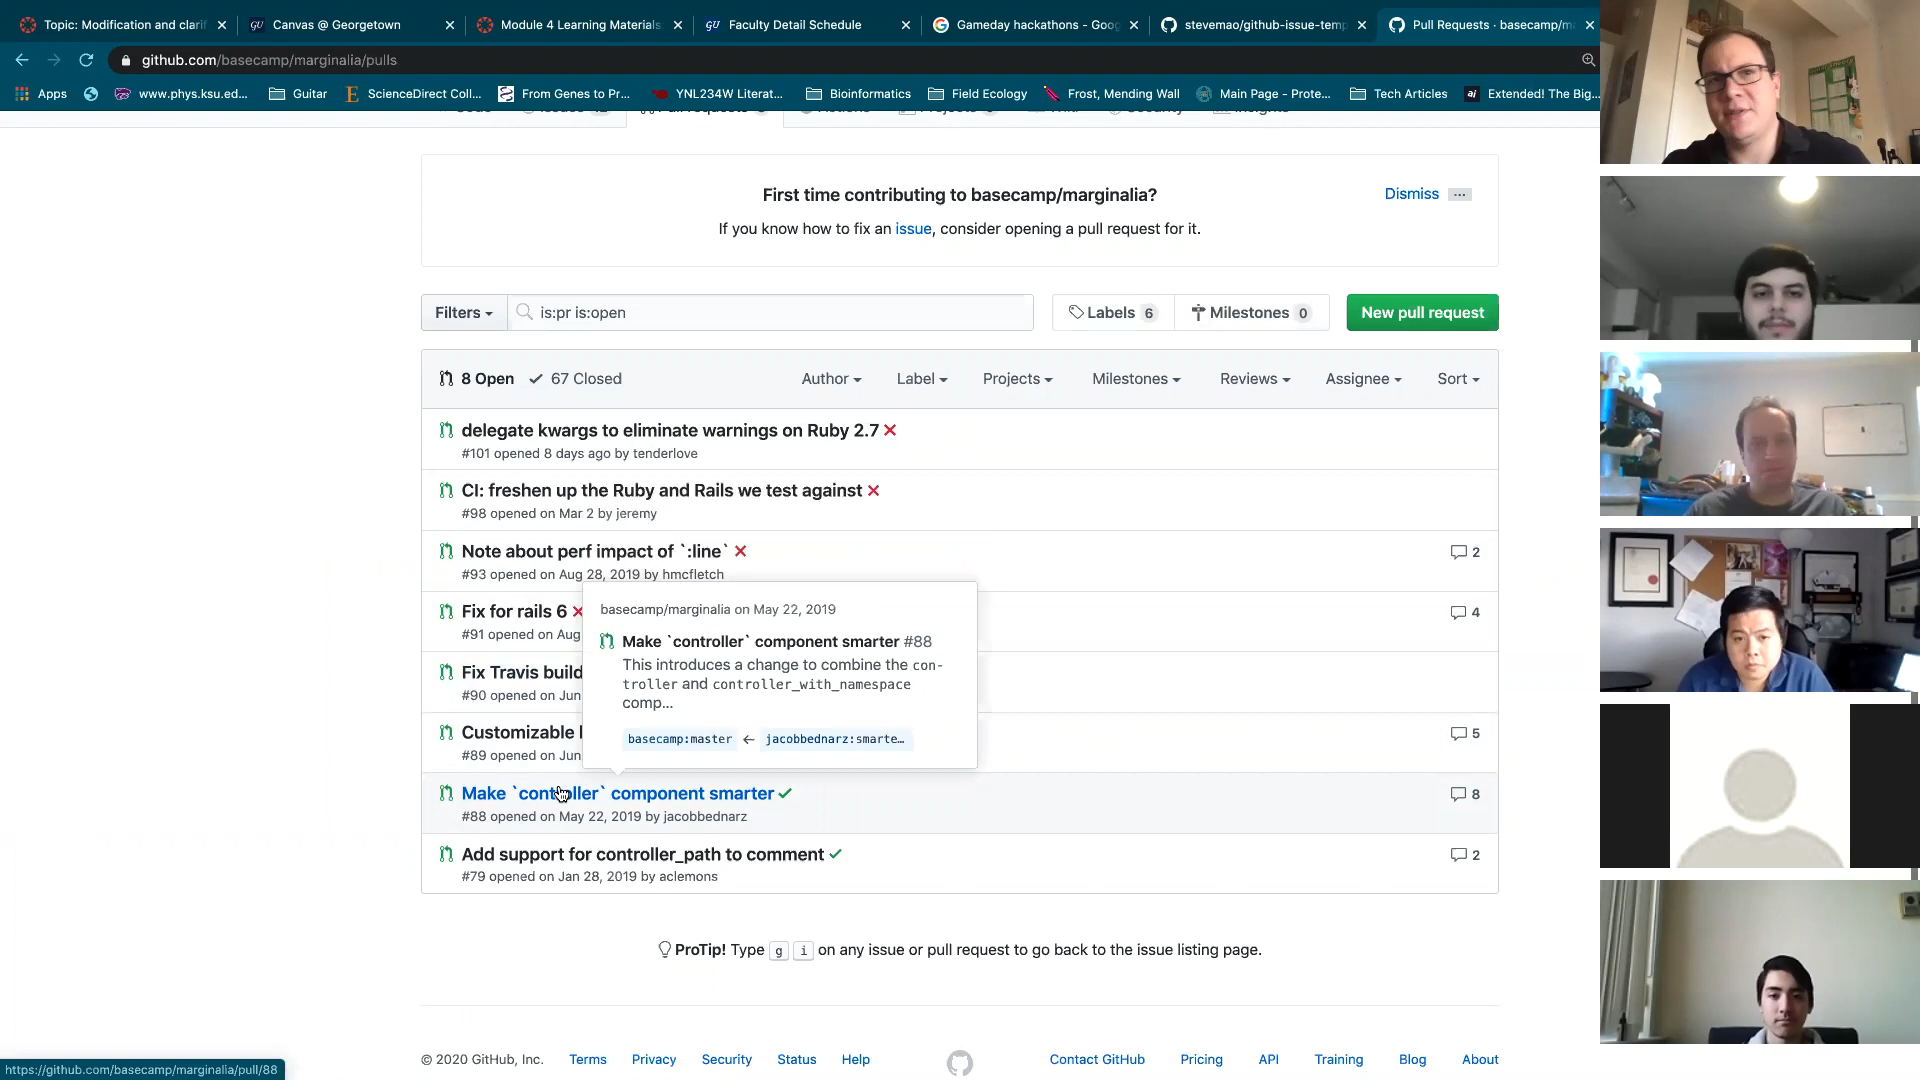 Topic: Modification and clarif
Canvas @ Georgetown
Module 4 Learning Materials
Faculty Detail Schedule
Gameday hackathons - Goog
stevemao/github-issue-temp
Pull Requests · basecamp/ma
github.com/basecamp/marginalia/pulls
Apps
www.phys.ksu.ed...
Guitar
ScienceDirect Coll...
From Genes to Pr...
YNL234W Literat...
Bioinformatics
Field Ecology
Frost, Mending Wall
Main Page - Prote...
Tech Articles
Extended! The Big...
First time contributing to basecamp/marginalia?
Dismiss
If you know how to fix an issue, consider opening a pull request for it.
Filters
is:pr is:open
Labels 6
Milestones 0
New pull request
8 Open
67 Closed
Author
Label
Projects
Milestones
Reviews
Assignee
Sort
delegate kwargs to eliminate warnings on Ruby 2.7
#101 opened 8 days ago by tenderlove
CI: freshen up the Ruby and Rails we test against
#98 opened on Mar 2 by jeremy
Note about perf impact of `:line`
2
#93 opened on Aug 28, 2019 by hmcfletch
Fix for rails 6
4
#91 opened on Aug
Fix Travis build
#90 opened on Jun
Customizable
5
#89 opened on Jun
basecamp/marginalia on May 22, 2019
Make `controller` component smarter #88
This introduces a change to combine the con-
troller and controller_with_namespace
comp...
basecamp:master ← jacobbednarz:smarte...
Make `controller` component smarter
8
#88 opened on May 22, 2019 by jacobbednarz
Add support for controller_path to comment
2
#79 opened on Jan 28, 2019 by aclemons
ProTip! Type g i on any issue or pull request to go back to the issue listing page.
© 2020 GitHub, Inc.
Terms
Privacy
Security
Status
Help
Contact GitHub
Pricing
API
Training
Blog
About
https://github.com/basecamp/marginalia/pull/88